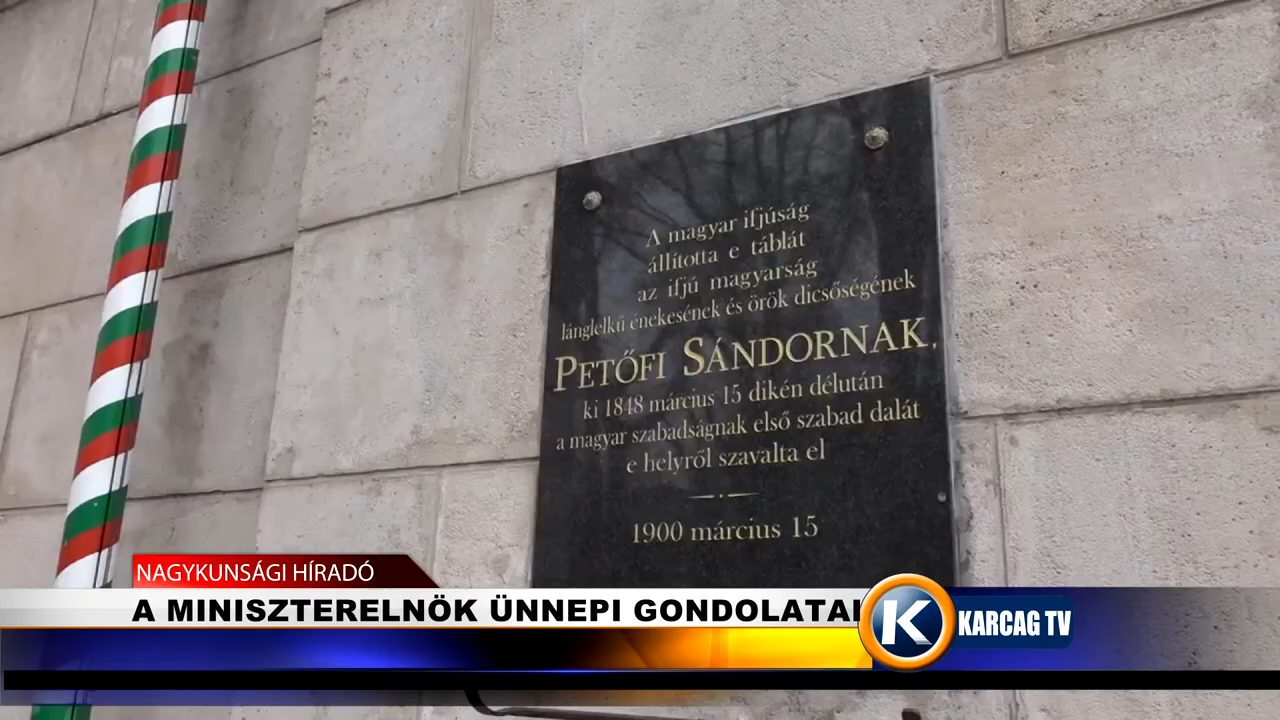 A magyar ifjúság
állította e táblát
az ifjú magyarság
lánglelkű énekesének és örök dicsőségének
PETŐFI SÁNDORNAK,
ki 1848 március 15 dikén délután
a magyar szabadságnak első szabad dalát
e helyről szavalta el
1900 március 15
NAGYKUNSÁGI HÍRADÓ
A MINISZTERELNÖK ÜNNEPI GONDOLATAI
K KARCAG TV